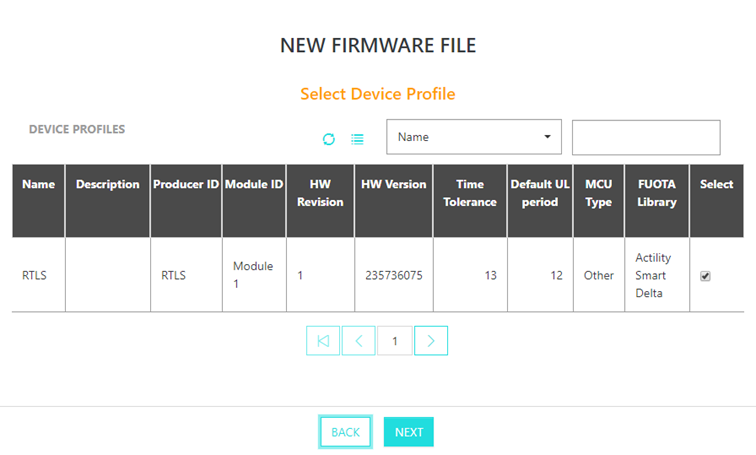 NEW FIRMWARE FILE
Select Device Profile
DEVICE PROFILES
Name
Name Description Producer ID Module ID HW Revision HW Version Time Tolerance Default UL period MCU Type FUOTA Library Select
RTLS RTLS Module 1 1 235736075 13 12 Other Actility Smart Delta
1
BACK NEXT